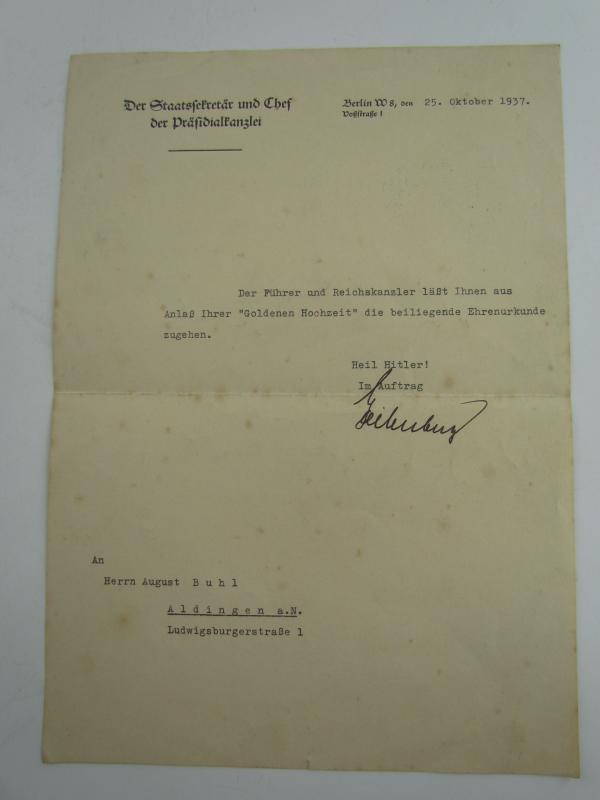 Der Staatssekretär und Chef
der Präsidialkanzlei
Berlin W 8, den 25. Oktober 1937.
Voßstraße 1
Der Führer und Reichskanzler läßt Ihnen aus
Anlaß Ihrer "Goldenen Hochzeit" die beiliegende Ehrenurkunde
zugehen.
Heil Hitler!
Im Auftrag
An
Herrn August Buhl
Aldingen a.N.
Ludwigsburgerstraße 1